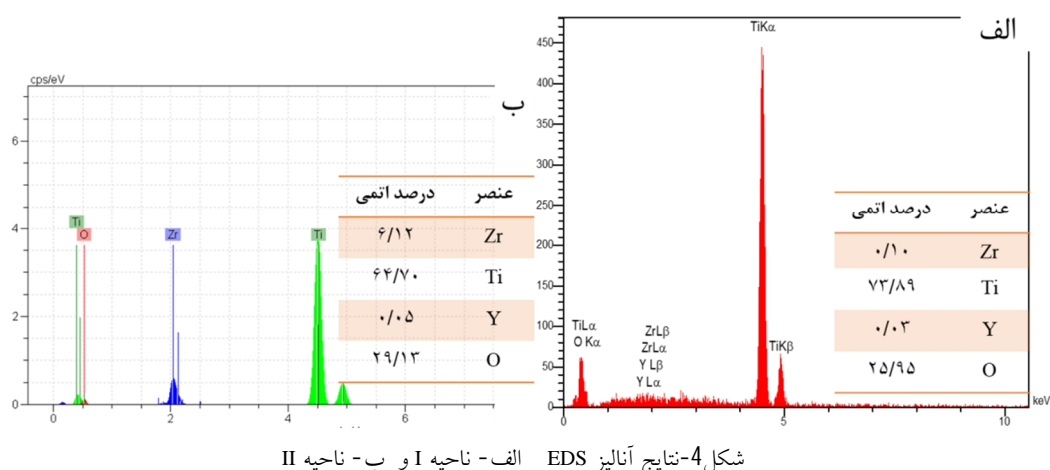 الف
TiKα
450
400
350
300
250
200
150
100
50
0
TiLα
O Kα
ZrLβ
ZrLα
Y Lβ
Y Lα
TiKβ
0 5 10
keV
عنصر درصد اتمی
Zr ۰/۱۰
Ti ۷۳/۸۹
Y ۰/۰۳
O ۲۵/۹۵
ب
cps/eV
6
4
2
0
Ti
O
Zr
Ti
0 2 4 6
عنصر درصد اتمی
Zr ۶/۱۲
Ti ۶۴/۷۰
Y ۰/۰۵
O ۲۹/۱۳
شکل4-نتایج آنالیز EDS الف- ناحیه I و ب- ناحیه II